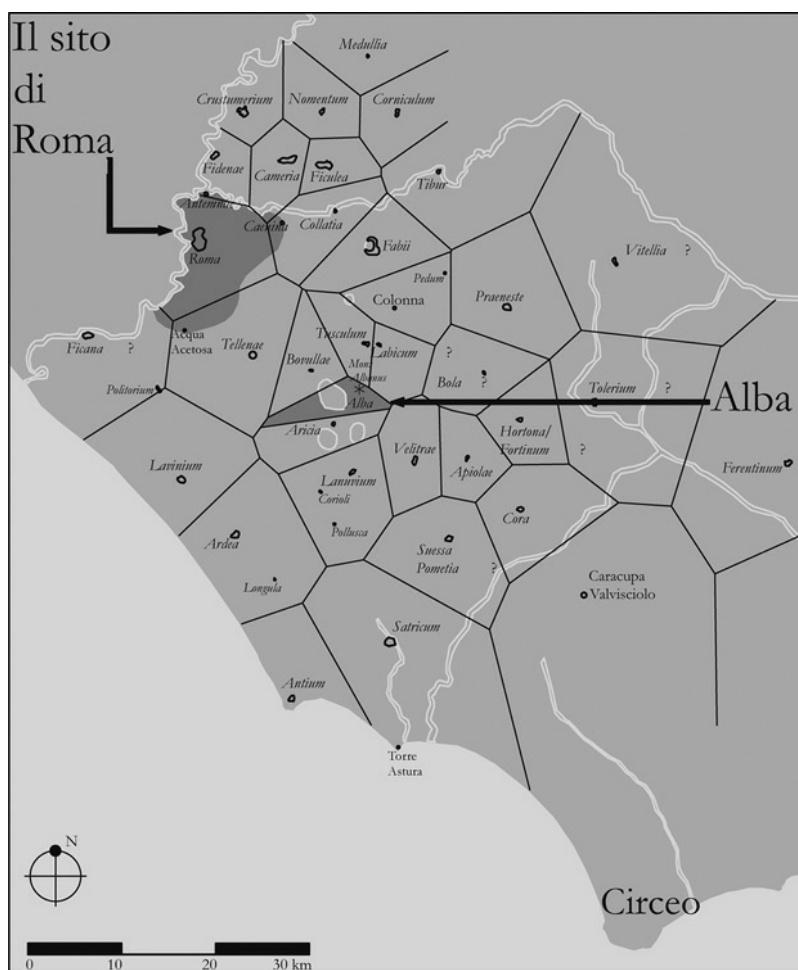 Il sito
di
Roma
Medullia
Crustumerium
Nomentum
Corniculum
Fidenae
Cameria
Ficulea
Tibur
Antemnae
Caenina
Collatia
Roma
Fabii
Vitellia ?
Pedum
Colonna
Praeneste
Acqua
Acetosa
Ficana ?
Tellenae
Tusculum
Labicum
Bovullae
Mons
Albanus
?
Bola ?
Tolerium ?
Politorium
Alba
Alba
Aricia
Hortona/
Fortinum ?
Velitrae
Apiolae
Ferentinum
Lavinium
Lanuvium
Corioli
Cora
Pollusca
Ardea
Suessa
Pometia ?
Longula
Caracupa
Valvisciolo
Satricum
Antium
Torre
Astura
N
Circeo
0 10 20 30 km